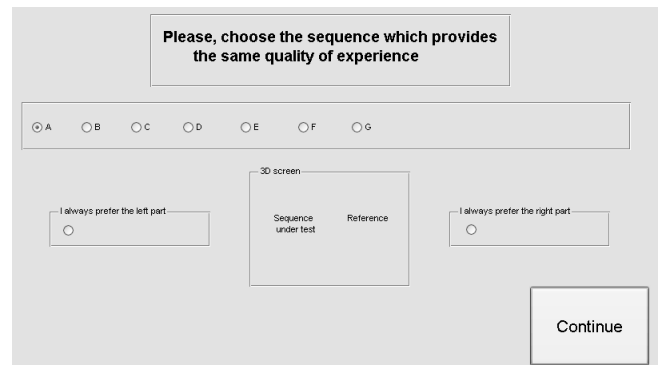 Please, choose the sequence which provides
the same quality of experience
A B C D E F G
3D screen
I always prefer the left part
Sequence
under test
Reference
I always prefer the right part
Continue